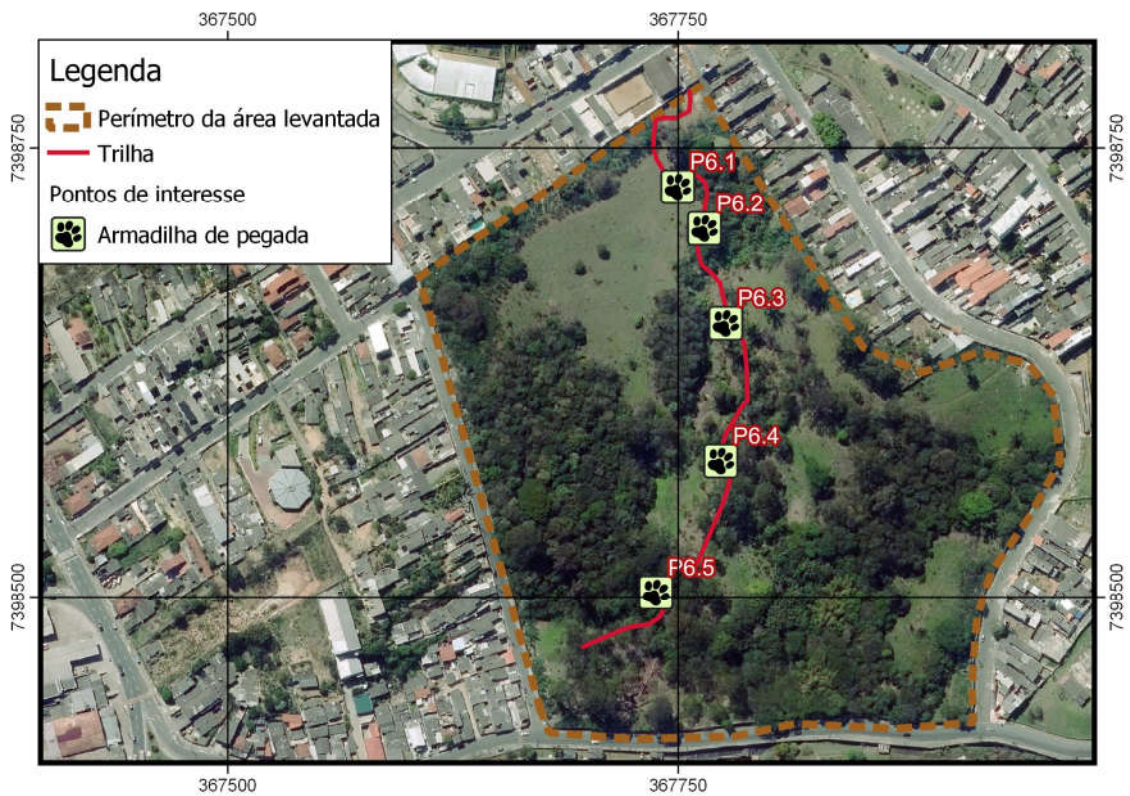 367500
367750
Legenda
Perímetro da área levantada
Trilha
Pontos de interesse
Armadilha de pegada
7398750
7398750
P6.1
P6.2
P6.3
P6.4
P6.5
7398500
7398500
367500
367750